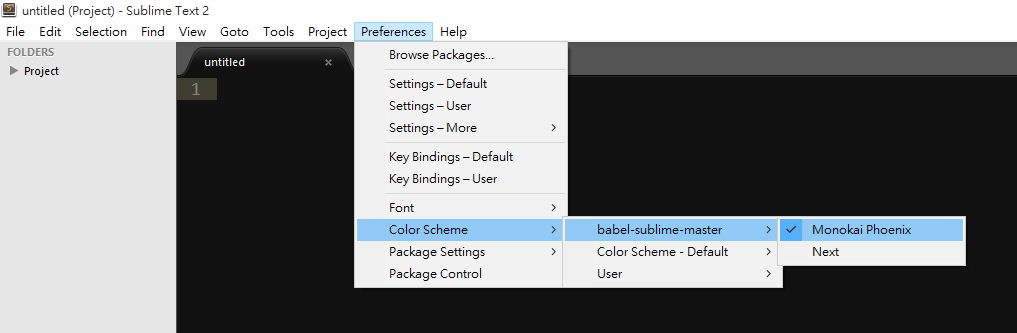 untitled (Project) - Sublime Text 2
File Edit Selection Find View Goto Tools Project Preferences Help
FOLDERS
Project
untitled
1
Browse Packages...
Settings – Default
Settings – User
Settings – More
Key Bindings – Default
Key Bindings – User
Font
Color Scheme
Package Settings
Package Control
babel-sublime-master
Color Scheme - Default
User
Monokai Phoenix
Next